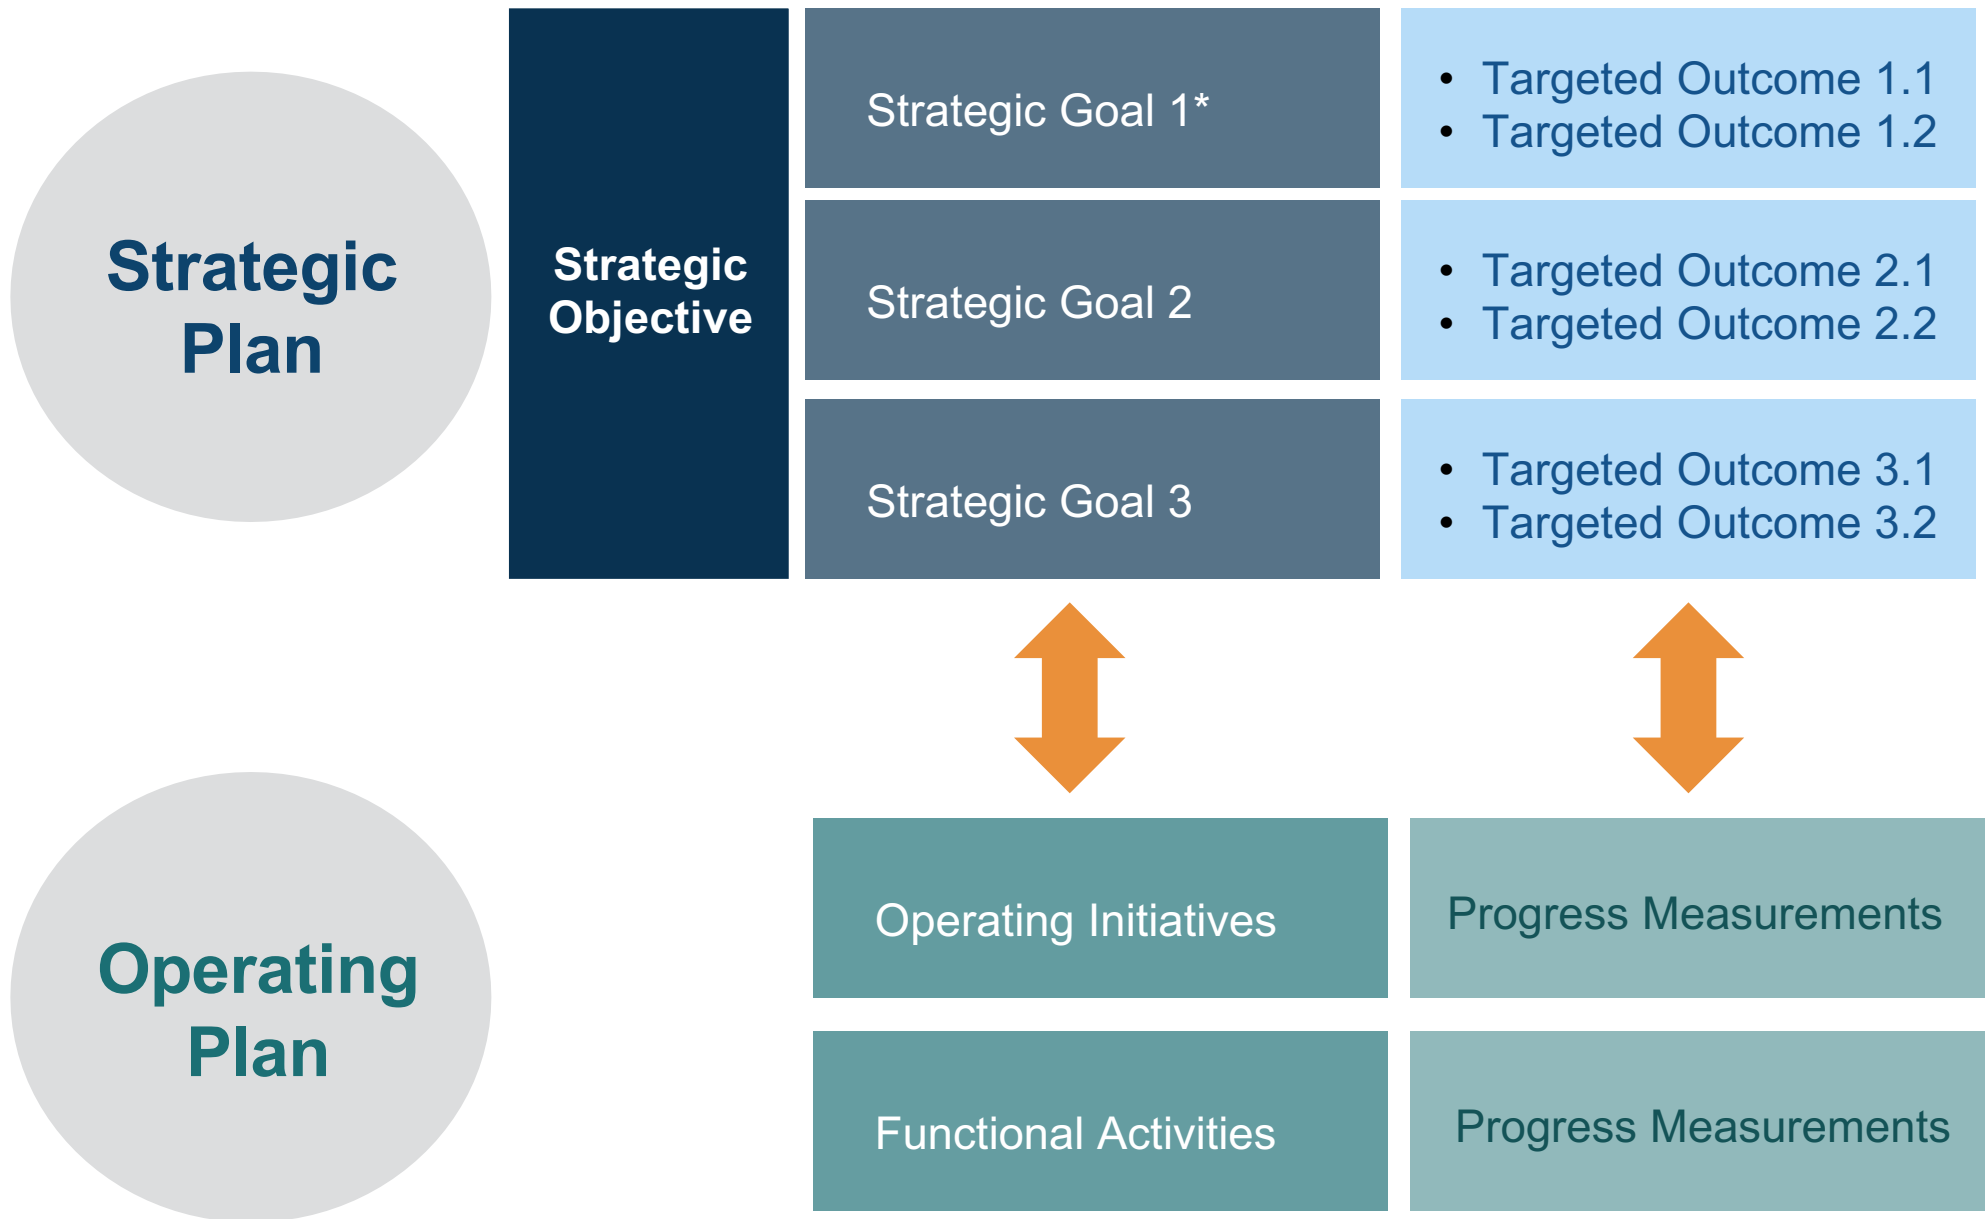 Strategic
Plan
Strategic
Objective
Strategic Goal 1*
• Targeted Outcome 1.1
• Targeted Outcome 1.2
Strategic Goal 2
• Targeted Outcome 2.1
• Targeted Outcome 2.2
Strategic Goal 3
• Targeted Outcome 3.1
• Targeted Outcome 3.2
Operating
Plan
Operating Initiatives
Progress Measurements
Functional Activities
Progress Measurements